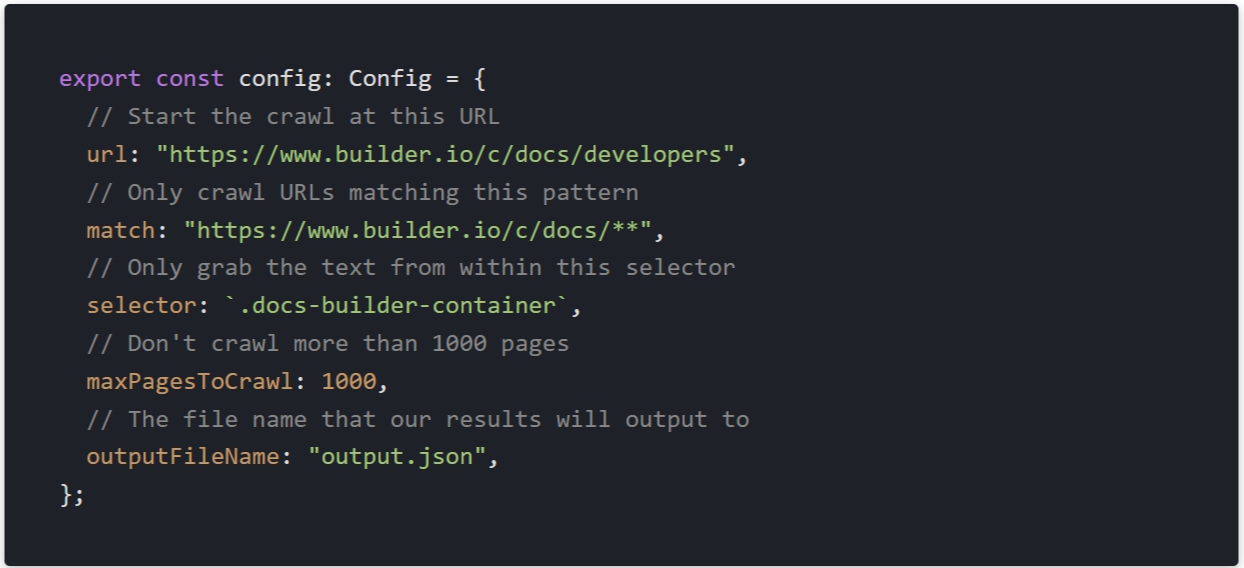 export const config: Config = {
  // Start the crawl at this URL
  url: "https://www.builder.io/c/docs/developers",
  // Only crawl URLs matching this pattern
  match: "https://www.builder.io/c/docs/**",
  // Only grab the text from within this selector
  selector: `.docs-builder-container`,
  // Don't crawl more than 1000 pages
  maxPagesToCrawl: 1000,
  // The file name that our results will output to
  outputFileName: "output.json",
};